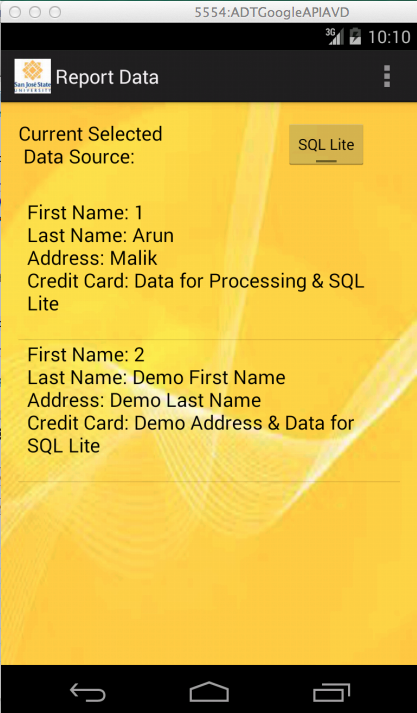 5554:ADTGoogleAPIAVD
3G 10:10
San José State
UNIVERSITY
Report Data
Current Selected
Data Source:
SQL Lite
First Name: 1
Last Name: Arun
Address: Malik
Credit Card: Data for Processing & SQL
Lite
First Name: 2
Last Name: Demo First Name
Address: Demo Last Name
Credit Card: Demo Address & Data for
SQL Lite